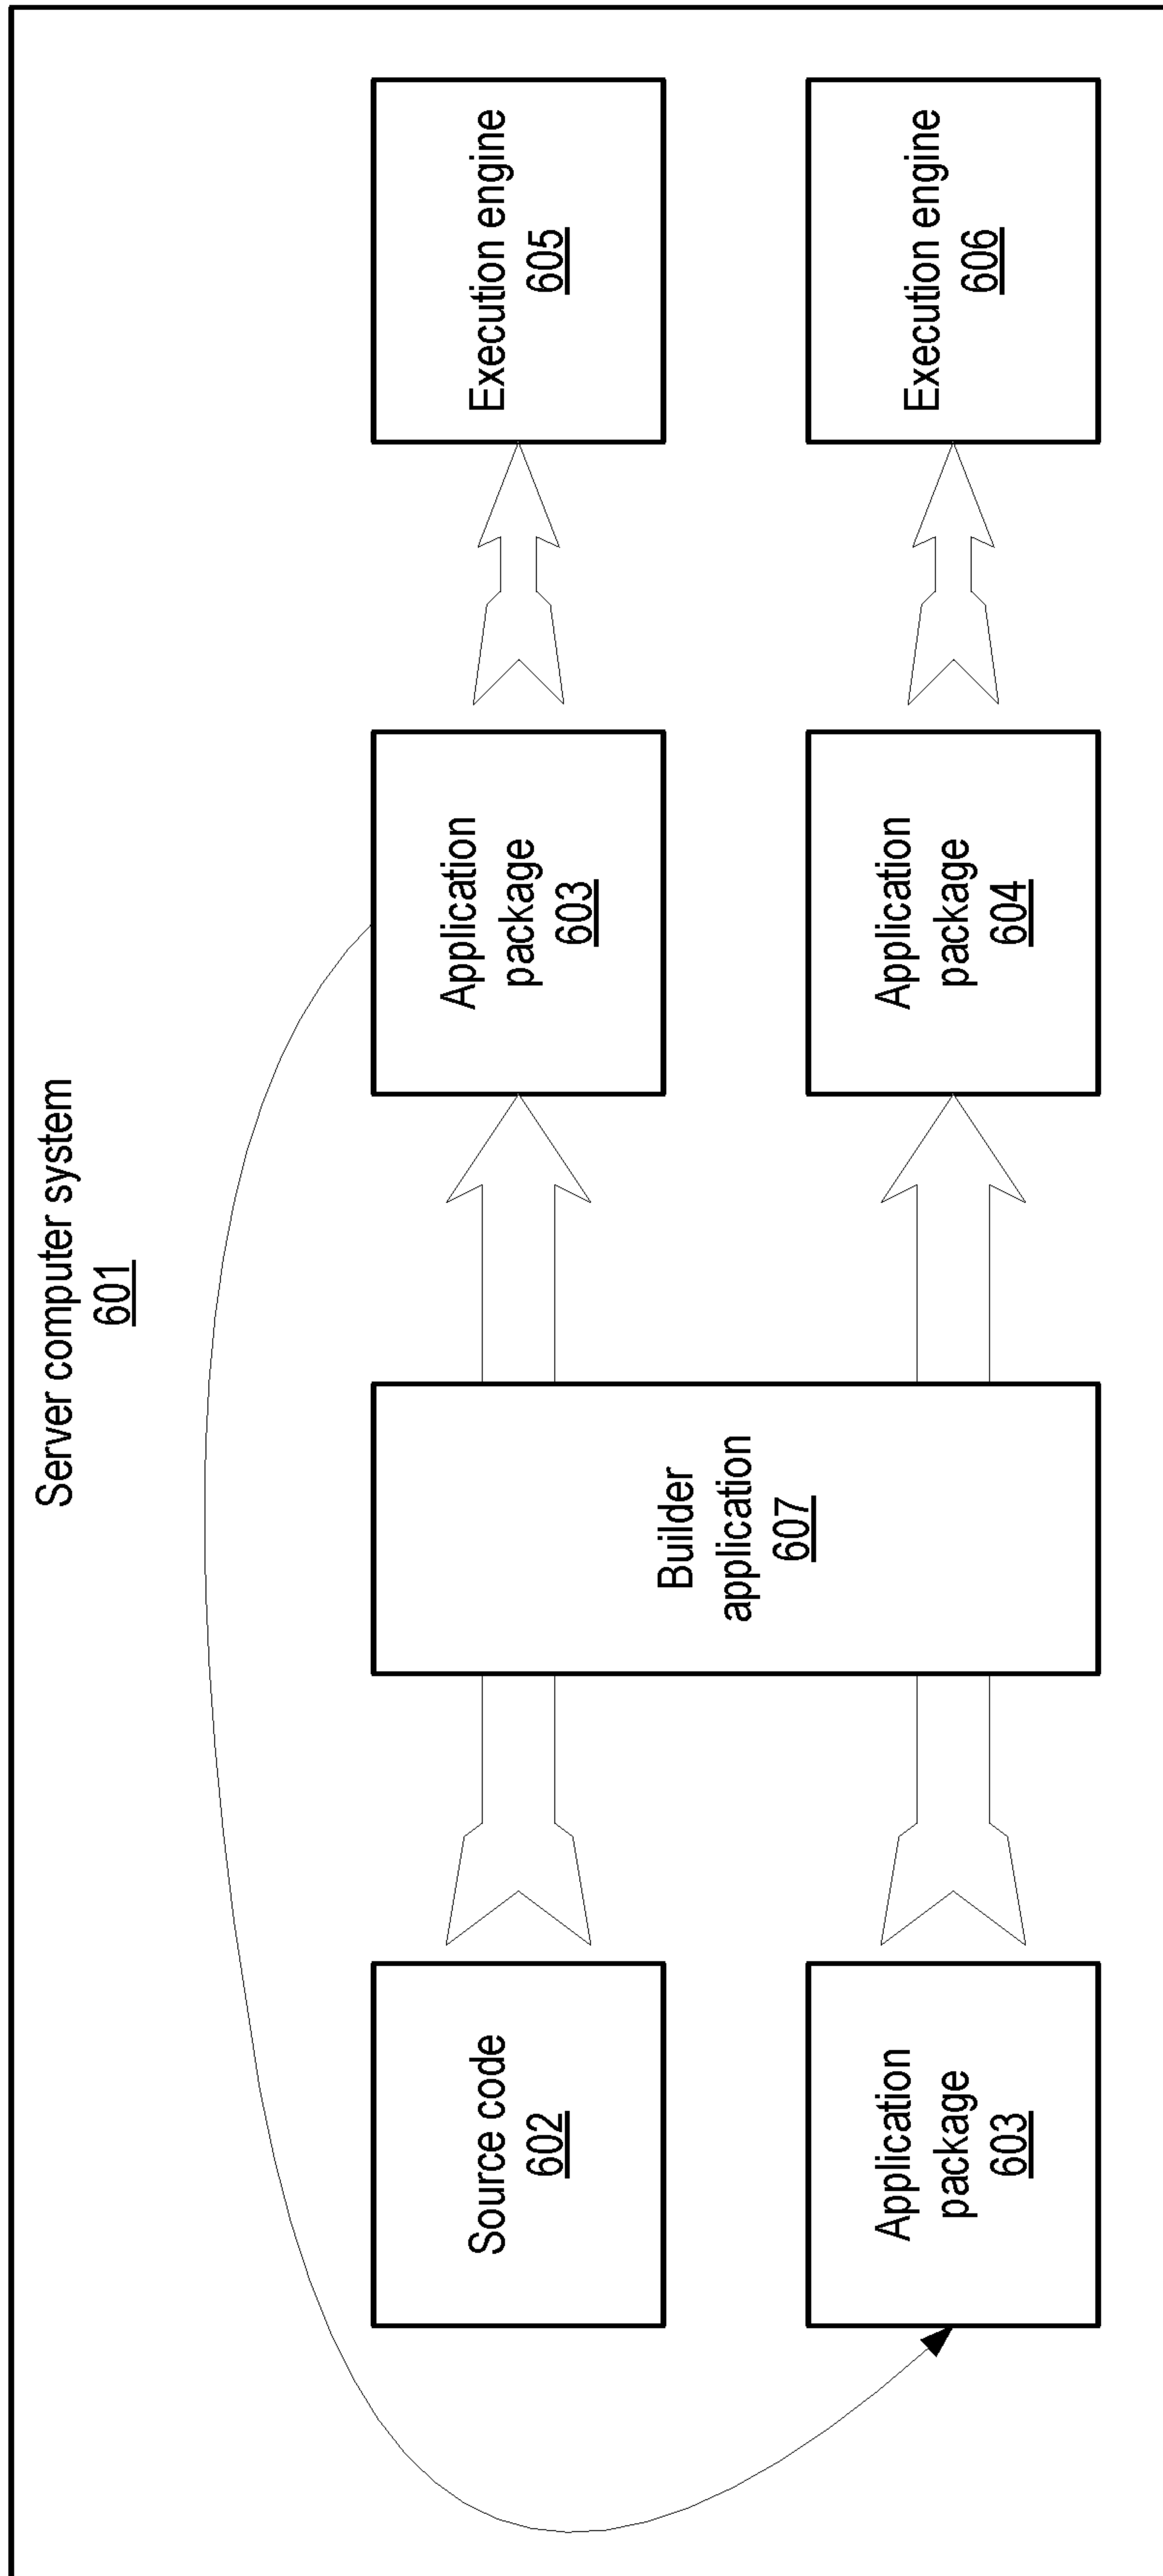 Server computer system
601
Source code
602
Builder
application
607
Application
package
603
Execution engine
605
Application
package
603
Application
package
604
Execution engine
606